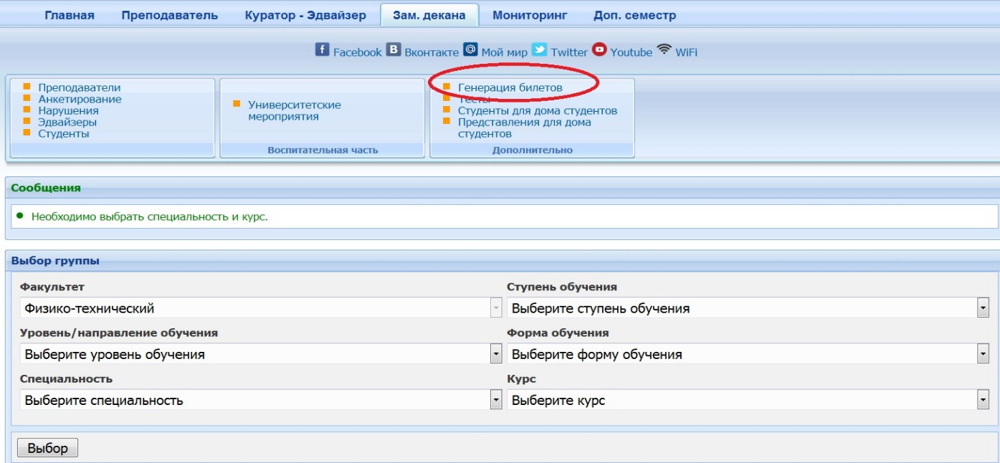 Главная Преподаватель Куратор - Эдвайзер Зам. декана Мониторинг Доп. семестр
Facebook Вконтакте Мой мир Twitter Youtube WiFi
Преподаватели
Анкетирование
Нарушения
Эдвайзеры
Студенты
Университетские
мероприятия
Воспитательная часть
Генерация билетов
Тесты
Студенты для дома студентов
Представления для дома
студентов
Дополнительно
Сообщения
Необходимо выбрать специальность и курс.
Выбор группы
Факультет
Физико-технический
Ступень обучения
Выберите ступень обучения
Уровень/направление обучения
Выберите уровень обучения
Форма обучения
Выберите форму обучения
Специальность
Выберите специальность
Курс
Выберите курс
Выбор